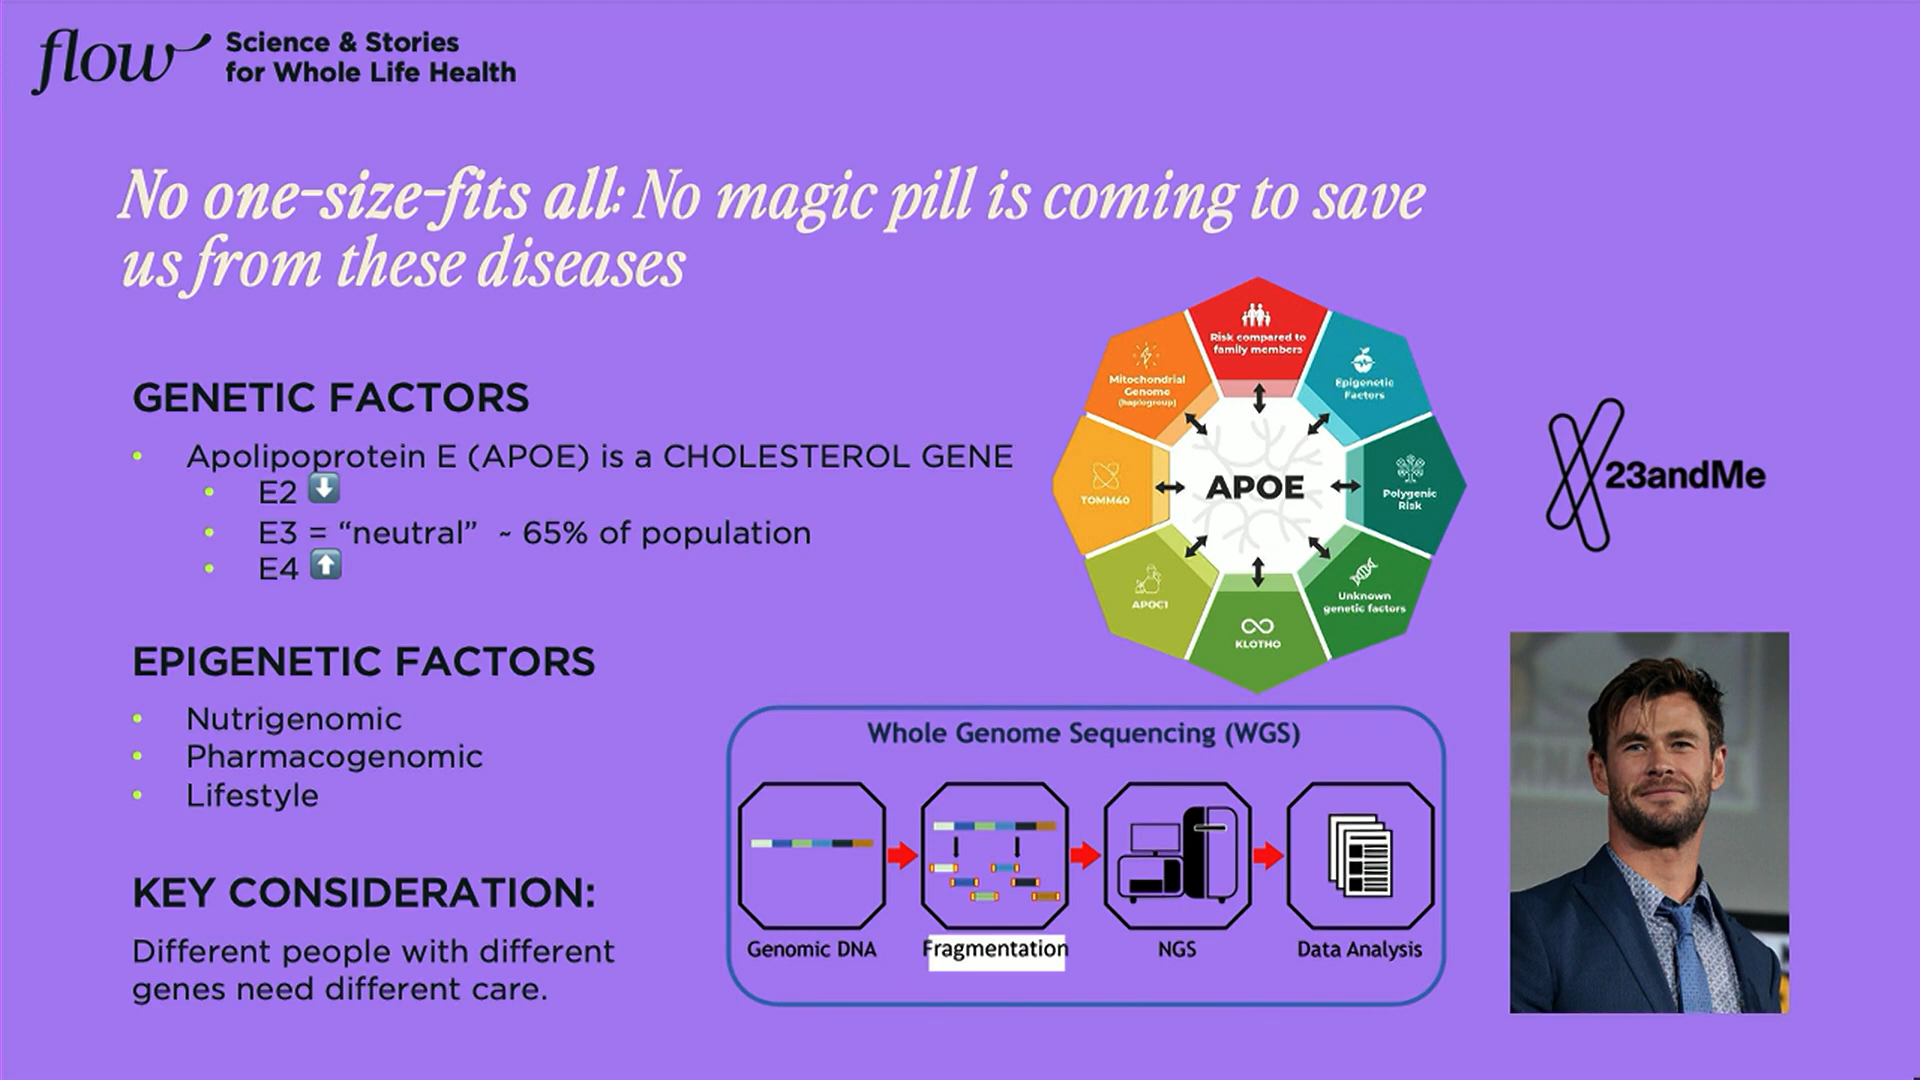 flow
Science & Stories
for Whole Life Health
No one-size-fits all: No magic pill is coming to save
us from these diseases
GENETIC FACTORS
• Apolipoprotein E (APOE) is a CHOLESTEROL GENE
• E2 ⬇
• E3 = “neutral” ~ 65% of population
• E4 ⬆
EPIGENETIC FACTORS
• Nutrigenomic
• Pharmacogenomic
• Lifestyle
KEY CONSIDERATION:
Different people with different
genes need different care.
Risk compared to
family members
Epigenetic
Factors
Polygenic
Risk
Unknown
genetic factors
KLOTHO
APOC1
TOMM40
Mitochondrial
Genome
(haplogroup)
APOE
23andMe
Whole Genome Sequencing (WGS)
Genomic DNA
Fragmentation
NGS
Data Analysis